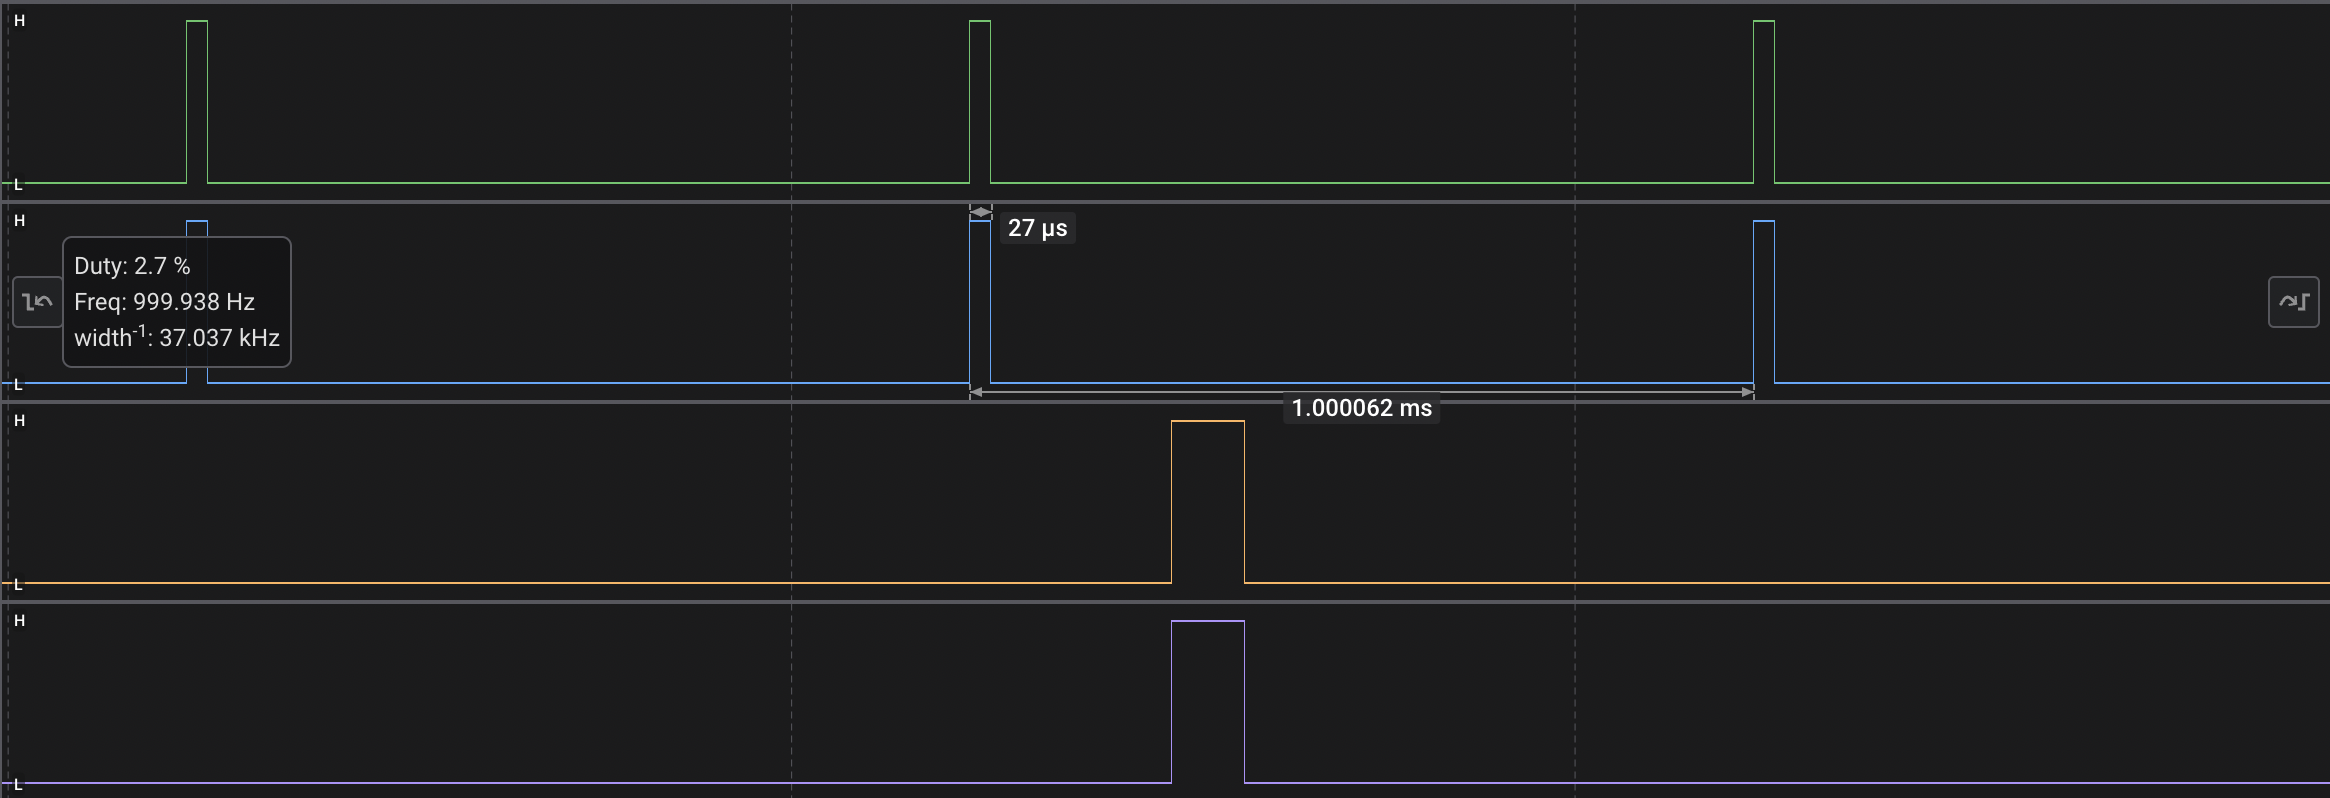 H
L
H
27 μs
Duty: 2.7 %
Freq: 999.938 Hz
width-1: 37.037 kHz
L
1.000062 ms
H
L
H
L